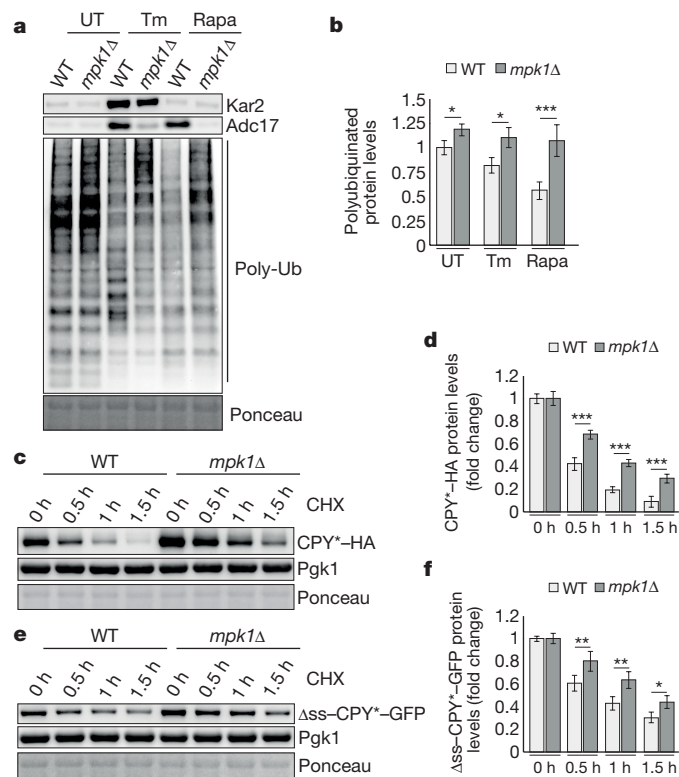 a
UT Tm Rapa
WT mpk1Δ WT mpk1Δ WT mpk1Δ
Kar2
Adc17
Poly-Ub
Ponceau
b
WT mpk1Δ
Polyubiquinated
protein levels
1.5
1.25
1
0.75
0.5
0.25
0
* * ***
UT Tm Rapa
c
WT mpk1Δ
0 h 0.5 h 1 h 1.5 h 0 h 0.5 h 1 h 1.5 h CHX
CPY*–HA
Pgk1
Ponceau
d
WT mpk1Δ
CPY*–HA protein levels
(fold change)
1.2
1
0.8
0.6
0.4
0.2
0
*** *** ***
0 h 0.5 h 1 h 1.5 h
e
WT mpk1Δ
0 h 0.5 h 1 h 1.5 h 0 h 0.5 h 1 h 1.5 h CHX
Δss–CPY*–GFP
Pgk1
Ponceau
f
WT mpk1Δ
Δss–CPY*–GFP protein
levels (fold change)
1.2
1
0.8
0.6
0.4
0.2
0
** ** *
0 h 0.5 h 1 h 1.5 h